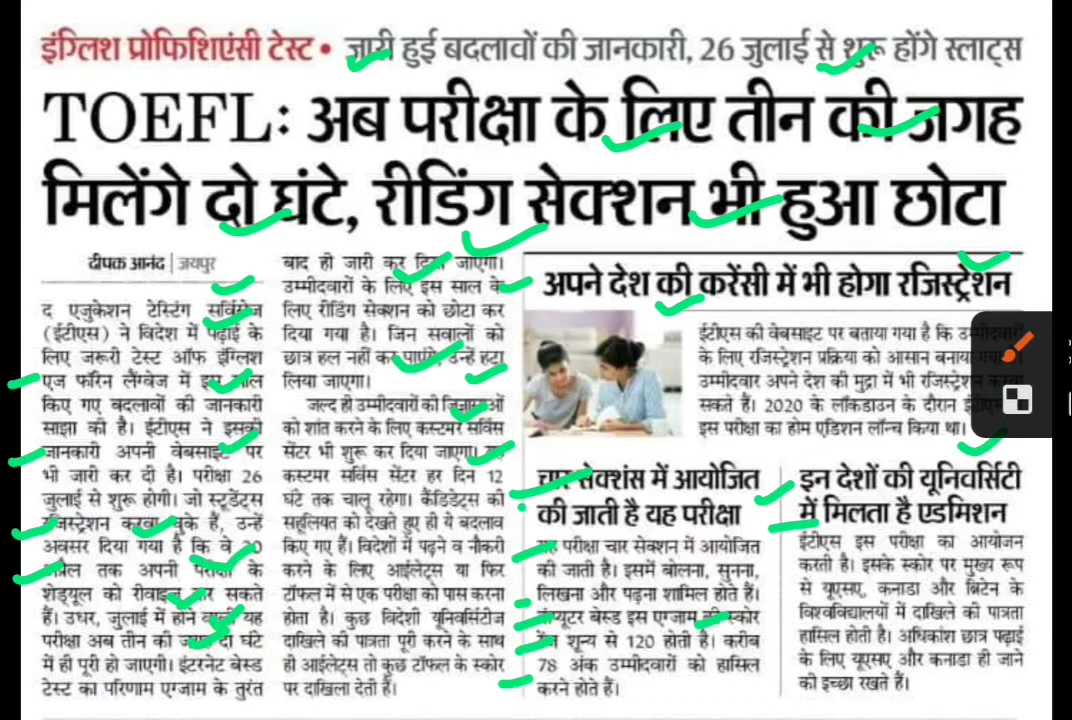 इंग्लिश प्रोफिशिएंसी टेस्ट • जारी हुई बदलावों की जानकारी, 26 जुलाई से शुरू होंगे स्लाट्स
TOEFL: अब परीक्षा के लिए तीन की जगह
मिलेंगे दो घंटे, रीडिंग सेक्शन भी हुआ छोटा
दीपक आनंद | जयपुर
द एजुकेशन टेस्टिंग सर्विसेज
(ईटीएस) ने विदेश में पढ़ाई के
लिए जरूरी टेस्ट ऑफ इंग्लिश
एज फॉरेन लैंग्वेज में इस साल
किए गए बदलावों की जानकारी
साझा की है। ईटीएस ने इसकी
जानकारी अपनी वेबसाइट पर
भी जारी कर दी है। परीक्षा 26
जुलाई से शुरू होगी। जो स्टूडेंट्स
रजिस्ट्रेशन करवा चुके हैं, उन्हें
अवसर दिया गया है कि वे 20
अप्रैल तक अपनी परीक्षा के
शेड्यूल को रीवाइज कर सकते
हैं। उधर, जुलाई में होने वाली यह
परीक्षा अब तीन की जगह दो घंटे
में ही पूरी हो जाएगी। इंटरनेट बेस्ड
टेस्ट का परिणाम एग्जाम के तुरंत
बाद ही जारी कर दिया जाएगा।
उम्मीदवारों के लिए इस साल के
लिए रीडिंग सेक्शन को छोटा कर
दिया गया है। जिन सवालों को
छात्र हल नहीं कर पाएंगे, उन्हें हटा
लिया जाएगा।
जल्द ही उम्मीदवारों की जिज्ञासाओं
को शांत करने के लिए कस्टमर सर्विस
सेंटर भी शुरू कर दिया जाएगा।
कस्टमर सर्विस सेंटर हर दिन 12
घंटे तक चालू रहेगा। कैंडिडेट्स को
सहूलियत को देखते हुए ही ये बदलाव
किए गए हैं। विदेशों में पढ़ने व नौकरी
करने के लिए आईलेट्स या फिर
टॉफल में से एक परीक्षा को पास करना
होता है। कुछ विदेशी यूनिवर्सिटीज
दाखिले की पात्रता पूरी करने के साथ
ही आईलेट्स तो कुछ टॉफल के स्कोर
पर दाखिला देती हैं।
अपने देश की करेंसी में भी होगा रजिस्ट्रेशन
ईटीएस की वेबसाइट पर बताया गया है कि उम्मीदवारों
के लिए रजिस्ट्रेशन प्रक्रिया को आसान बनाया गया
उम्मीदवार अपने देश की मुद्रा में भी रजिस्ट्रेशन करवा
सकते हैं। 2020 के लॉकडाउन के दौरान
इस परीक्षा का होम एडिशन लॉन्च किया था।
चार सेक्शंस में आयोजित
की जाती है यह परीक्षा
यह परीक्षा चार सेक्शन में आयोजित
की जाती है। इसमें बोलना, सुनना,
लिखना और पढ़ना शामिल होते हैं।
कंप्यूटर बेस्ड इस एग्जाम की स्कोर
रेंज शून्य से 120 होती है। करीब
78 अंक उम्मीदवारों को हासिल
करने होते हैं।
इन देशों की यूनिवर्सिटी
में मिलता है एडमिशन
ईटीएस इस परीक्षा का आयोजन
करती है। इसके स्कोर पर मुख्य रूप
से यूएसए, कनाडा और ब्रिटेन के
विश्वविद्यालयों में दाखिले की पात्रता
हासिल होती है। अधिकांश छात्र पढ़ाई
के लिए यूएसए और कनाडा ही जाने
की इच्छा रखते हैं।